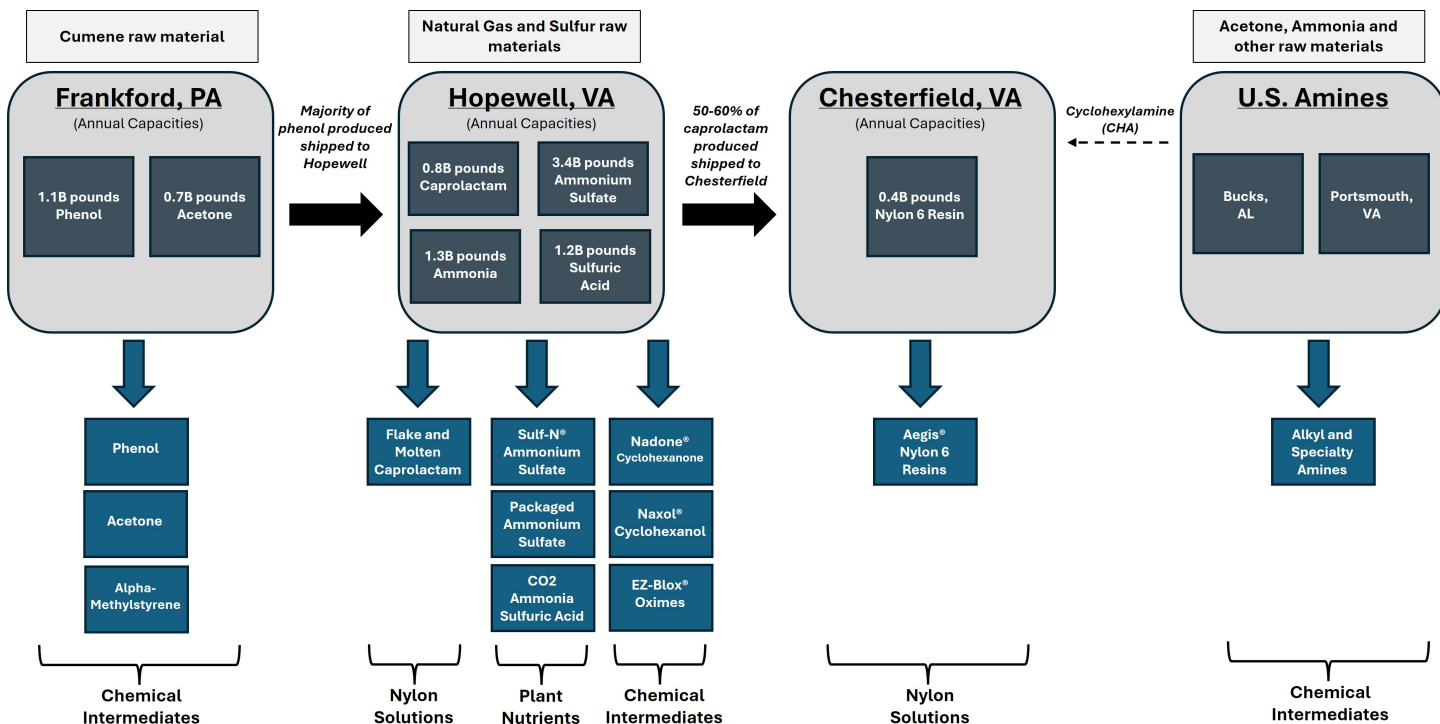 Cumene raw material
Natural Gas and Sulfur raw
materials
Acetone, Ammonia and
other raw materials
Frankford, PA
(Annual Capacities)
1.1B pounds
Phenol
0.7B pounds
Acetone
Majority of
phenol produced
shipped to
Hopewell
Hopewell, VA
(Annual Capacities)
0.8B pounds
Caprolactam
3.4B pounds
Ammonium
Sulfate
1.3B pounds
Ammonia
1.2B pounds
Sulfuric
Acid
50-60% of
caprolactam
produced
shipped to
Chesterfield
Chesterfield, VA
(Annual Capacities)
0.4B pounds
Nylon 6 Resin
Cyclohexylamine
(CHA)
U.S. Amines
Bucks,
AL
Portsmouth,
VA
Phenol
Acetone
Alpha-
Methylstyrene
Flake and
Molten
Caprolactam
Sulf-N®
Ammonium
Sulfate
Packaged
Ammonium
Sulfate
CO2
Ammonia
Sulfuric Acid
Nadone®
Cyclohexanone
Naxol®
Cyclohexanol
EZ-Blox®
Oximes
Aegis®
Nylon 6
Resins
Alkyl and
Specialty
Amines
Chemical
Intermediates
Nylon
Solutions
Plant
Nutrients
Chemical
Intermediates
Nylon
Solutions
Chemical
Intermediates